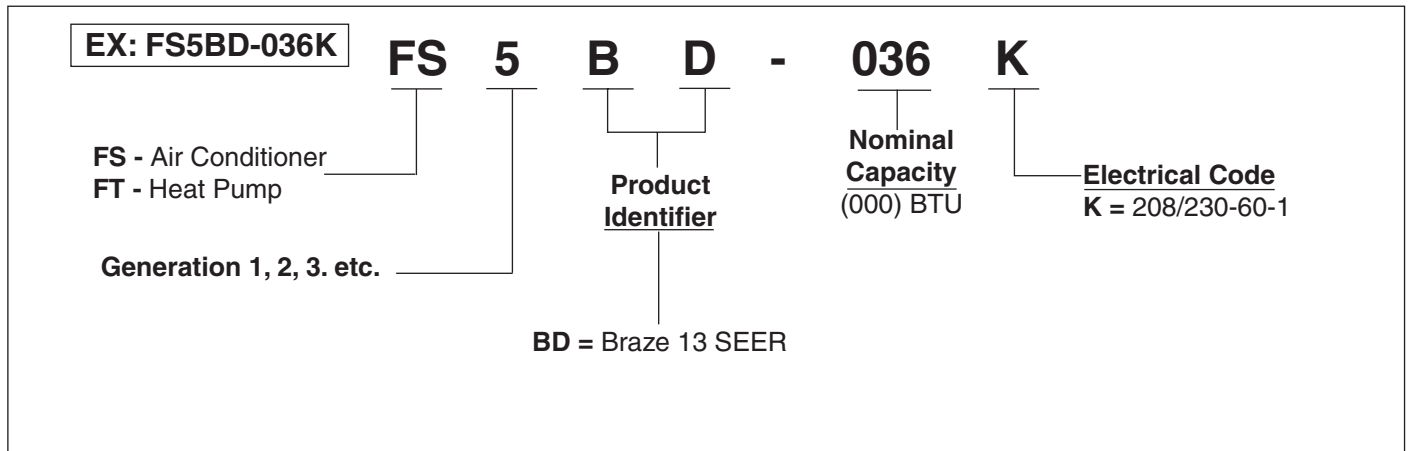 EX: FS5BD-036K
FS 5 B D - 036 K
FS - Air Conditioner
FT - Heat Pump
Generation 1, 2, 3. etc.
Product
Identifier
BD = Braze 13 SEER
Nominal
Capacity
(000) BTU
Electrical Code
K = 208/230-60-1